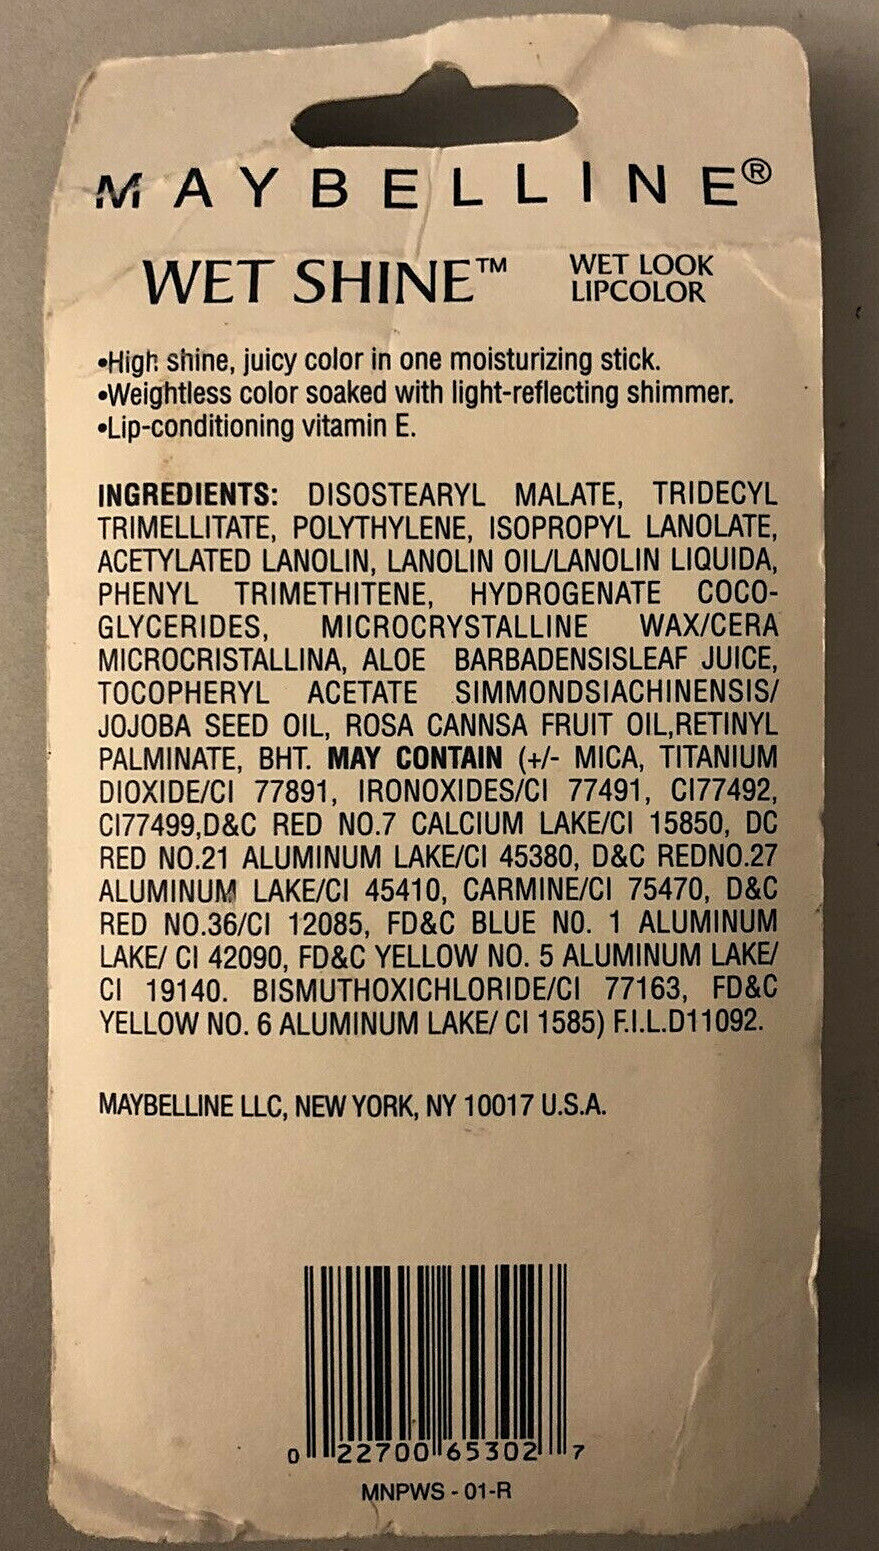 MAYBELLINE®
WET SHINE™ WET LOOK
LIPCOLOR
•High shine, juicy color in one moisturizing stick.
•Weightless color soaked with light-reflecting shimmer.
•Lip-conditioning vitamin E.
INGREDIENTS: DISOSTEARYL MALATE, TRIDECYL
TRIMELLITATE, POLYTHYLENE, ISOPROPYL LANOLATE,
ACETYLATED LANOLIN, LANOLIN OIL/LANOLIN LIQUIDA,
PHENYL TRIMETHITENE, HYDROGENATE COCO-
GLYCERIDES, MICROCRYSTALLINE WAX/CERA
MICROCRISTALLINA, ALOE BARBADENSISLEAF JUICE,
TOCOPHERYL ACETATE SIMMONDSIACHINENSIS/
JOJOBA SEED OIL, ROSA CANNSA FRUIT OIL,RETINYL
PALMINATE, BHT. MAY CONTAIN (+/- MICA, TITANIUM
DIOXIDE/CI 77891, IRONOXIDES/CI 77491, CI77492,
CI77499,D&C RED NO.7 CALCIUM LAKE/CI 15850, DC
RED NO.21 ALUMINUM LAKE/CI 45380, D&C REDNO.27
ALUMINUM LAKE/CI 45410, CARMINE/CI 75470, D&C
RED NO.36/CI 12085, FD&C BLUE NO. 1 ALUMINUM
LAKE/ CI 42090, FD&C YELLOW NO. 5 ALUMINUM LAKE/
CI 19140. BISMUTHOXICHLORIDE/CI 77163, FD&C
YELLOW NO. 6 ALUMINUM LAKE/ CI 1585) F.I.L.D11092.
MAYBELLINE LLC, NEW YORK, NY 10017 U.S.A.
0 22700 65302 7
MNPWS - 01-R